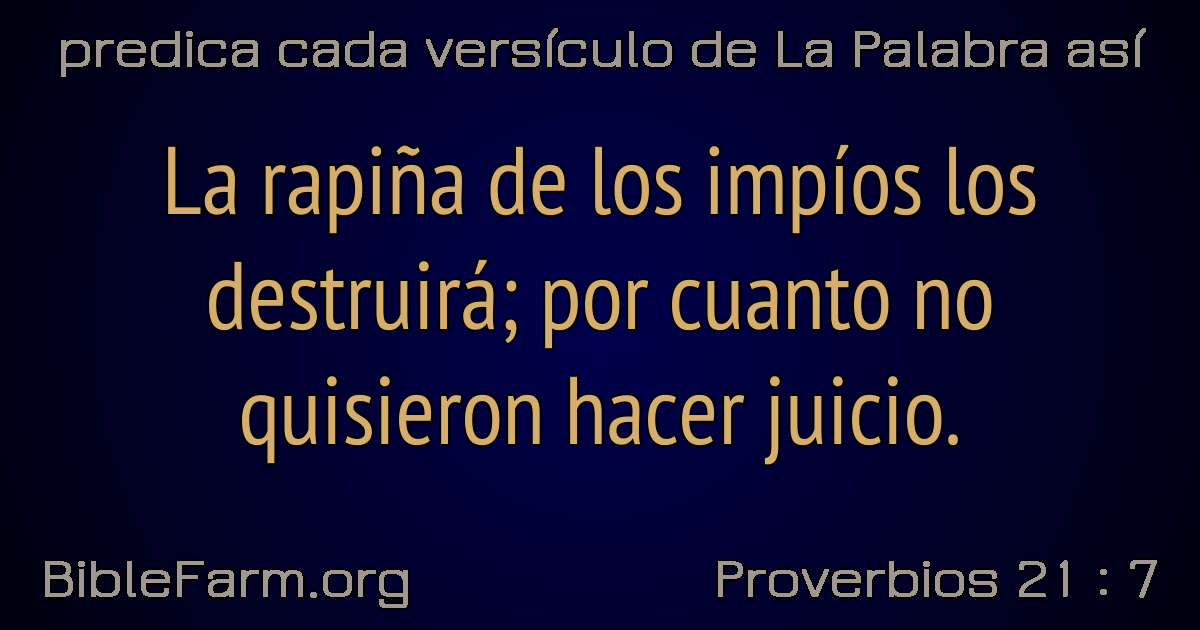 predica cada versículo de La Palabra así
La rapiña de los impíos los
destruirá; por cuanto no
quisieron hacer juicio.
BibleFarm.org
Proverbios 21 : 7